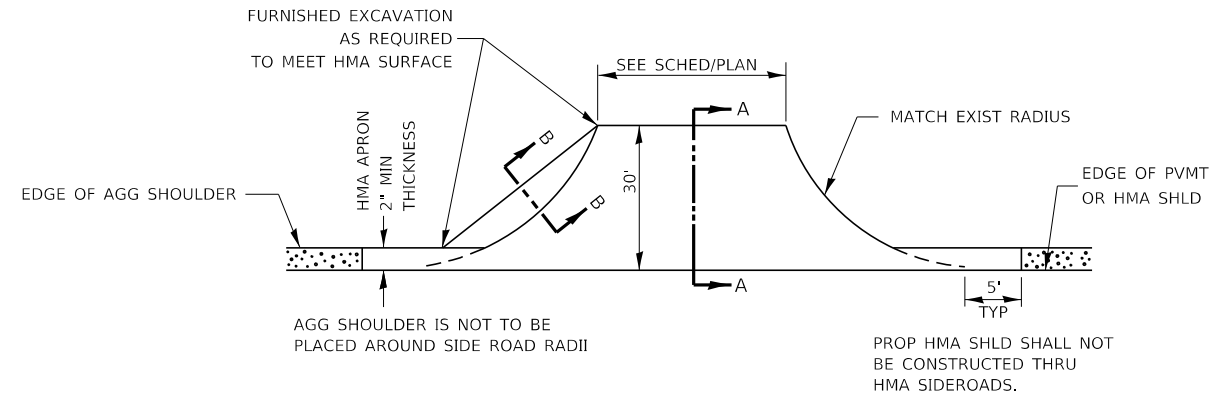 FURNISHED EXCAVATION
AS REQUIRED
TO MEET HMA SURFACE
SEE SCHED/PLAN
A
MATCH EXIST RADIUS
B
B
30'
HMA APRON
2" MIN
THICKNESS
EDGE OF AGG SHOULDER
EDGE OF PVMT
OR HMA SHLD
A
5'
TYP
AGG SHOULDER IS NOT TO BE
PLACED AROUND SIDE ROAD RADII
PROP HMA SHLD SHALL NOT
BE CONSTRUCTED THRU
HMA SIDEROADS.